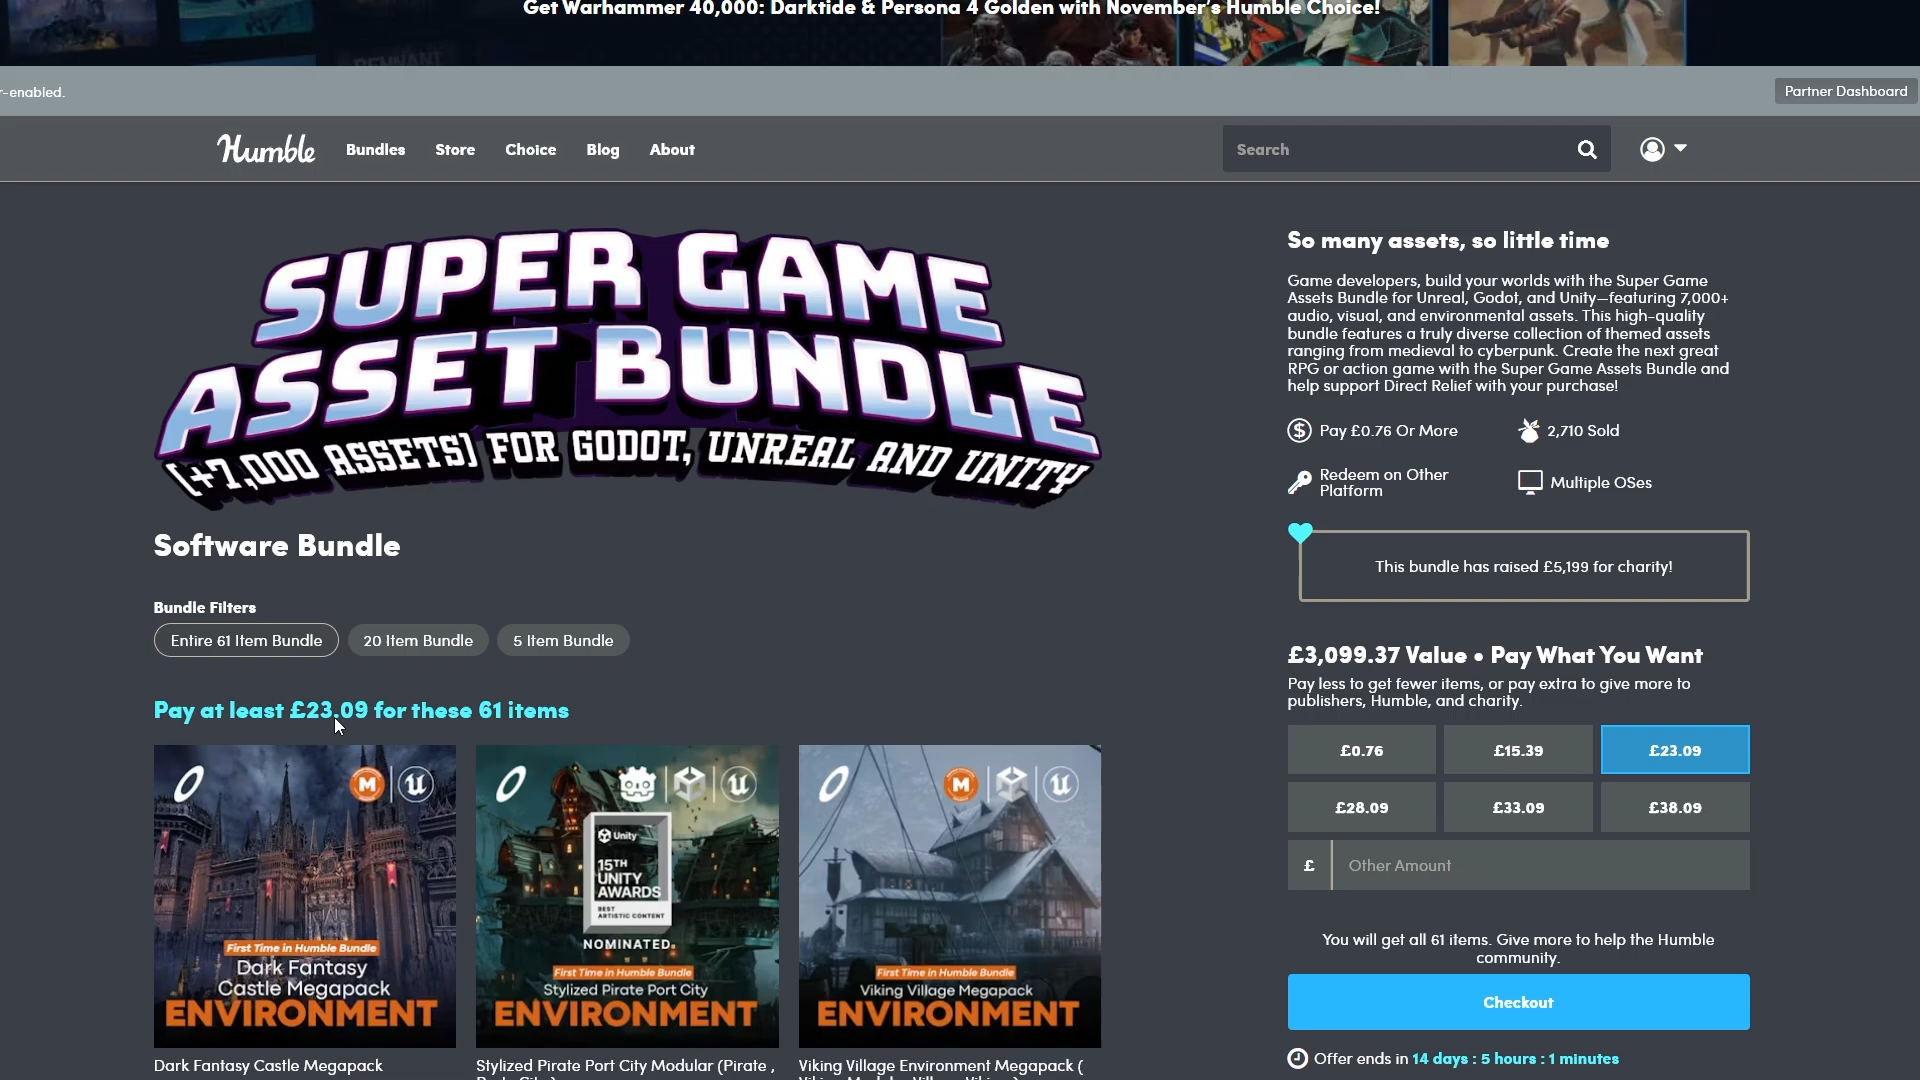 Get Warhammer 40,000: Darktide & Persona 4 Golden with November's Humble Choice!
REMNANT
r-enabled.
Partner Dashboard
Humble
Bundles
Store
Choice
Blog
About
Search
SUPER GAME
ASSET BUNDLE
(+7,000 ASSETS) FOR GODOT, UNREAL AND UNITY
Software Bundle
Bundle Filters
Entire 61 Item Bundle
20 Item Bundle
5 Item Bundle
Pay at least £23.09 for these 61 items
First Time in Humble Bundle
Dark Fantasy
Castle Megapack
ENVIRONMENT
Dark Fantasy Castle Megapack
Unity
15TH
UNITY
AWARDS
BEST
ARTISTIC CONTENT
NOMINATED.
First Time in Humble Bundle
Stylized Pirate Port City
ENVIRONMENT
Stylized Pirate Port City Modular (Pirate ,
First Time in Humble Bundle
Viking Village Megapack
ENVIRONMENT
Viking Village Environment Megapack (
So many assets, so little time
Game developers, build your worlds with the Super Game
Assets Bundle for Unreal, Godot, and Unity—featuring 7,000+
audio, visual, and environmental assets. This high-quality
bundle features a truly diverse collection of themed assets
ranging from medieval to cyberpunk. Create the next great
RPG or action game with the Super Game Assets Bundle and
help support Direct Relief with your purchase!
Pay £0.76 Or More
2,710 Sold
Redeem on Other
Platform
Multiple OSes
This bundle has raised £5,199 for charity!
£3,099.37 Value • Pay What You Want
Pay less to get fewer items, or pay extra to give more to
publishers, Humble, and charity.
£0.76
£15.39
£23.09
£28.09
£33.09
£38.09
£
Other Amount
You will get all 61 items. Give more to help the Humble
community.
Checkout
Offer ends in 14 days : 5 hours : 1 minutes